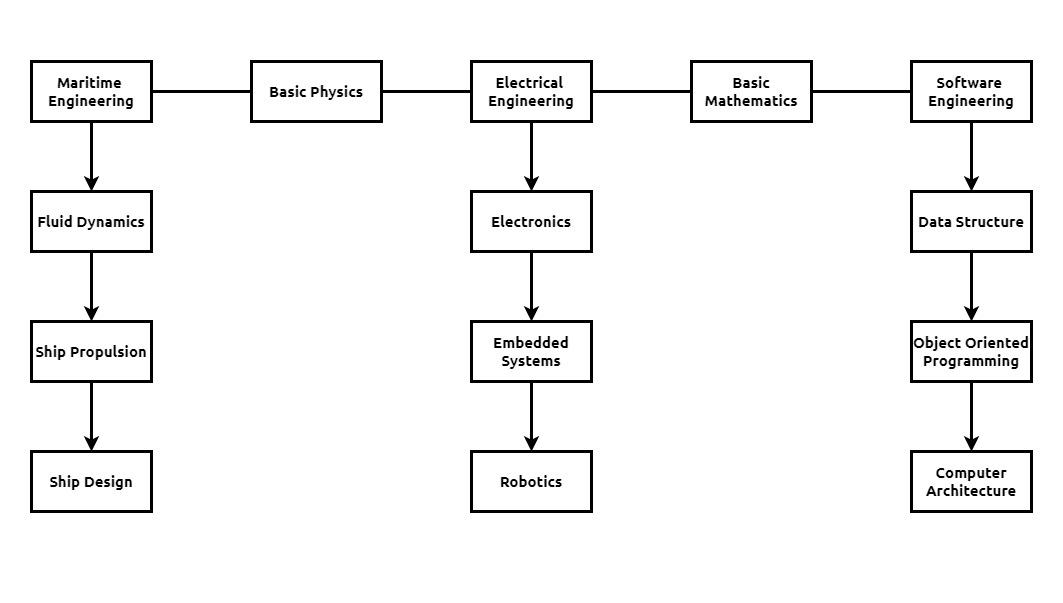 Maritime
Engineering
Basic Physics
Electrical
Engineering
Basic
Mathematics
Software
Engineering
Fluid Dynamics
Electronics
Data Structure
Ship Propulsion
Embedded
Systems
Object Oriented
Programming
Ship Design
Robotics
Computer
Architecture